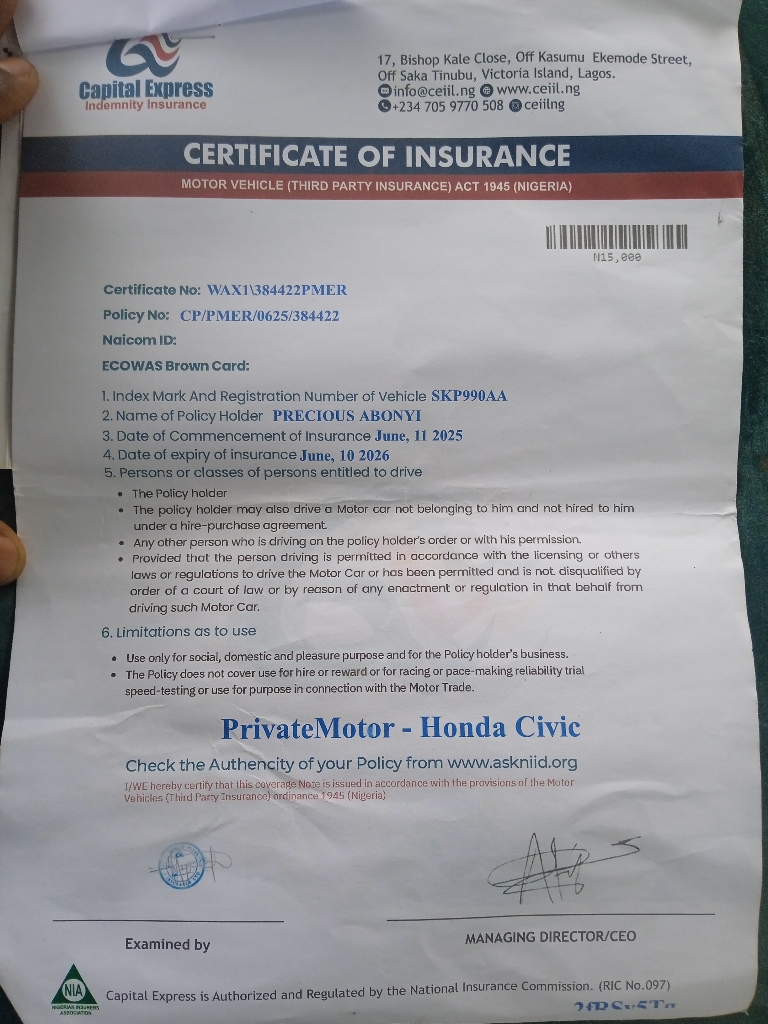 Capital Express
Indemnity Insurance
17, Bishop Kale Close, Off Kasumu Ekemode Street,
Off Saka Tinubu, Victoria Island, Lagos.
info@ceiil.ng www.ceiil.ng
+234 705 9770 508 ceiilng
CERTIFICATE OF INSURANCE
MOTOR VEHICLE (THIRD PARTY INSURANCE) ACT 1945 (NIGERIA)
₦15,000
Certificate No: WAX1\384422PMER
Policy No: CP/PMER/0625/384422
Naicom ID:
ECOWAS Brown Card:
1. Index Mark And Registration Number of Vehicle SKP990AA
2. Name of Policy Holder PRECIOUS ABONYI
3. Date of Commencement of Insurance June, 11 2025
4. Date of expiry of insurance June, 10 2026
5. Persons or classes of persons entitled to drive
• The Policy holder
• The policy holder may also drive a Motor car not belonging to him and not hired to him
under a hire-purchase agreement.
• Any other person who is driving on the policy holder's order or with his permission.
• Provided that the person driving is permitted in accordance with the licensing or others
laws or regulations to drive the Motor Car or has been permitted and is not. disqualified by
order of a court of law or by reason of any enactment or regulation in that behalf from
driving such Motor Car.
6. Limitations as to use
• Use only for social, domestic and pleasure purpose and for the Policy holder's business.
• The Policy does not cover use for hire or reward or for racing or pace-making reliability trial
speed-testing or use for purpose in connection with the Motor Trade.
PrivateMotor - Honda Civic
Check the Authencity of your Policy from www.askniid.org
I/WE hereby certify that this coverage Note is issued in accordance with the provisions of the Motor
Vehicles (Third Party Insurance) ordinance 1945 (Nigeria)
Examined by
MANAGING DIRECTOR/CEO
NIA
NIGERIAN INSURERS
ASSOCIATION
Capital Express is Authorized and Regulated by the National Insurance Commission. (RIC No.097)